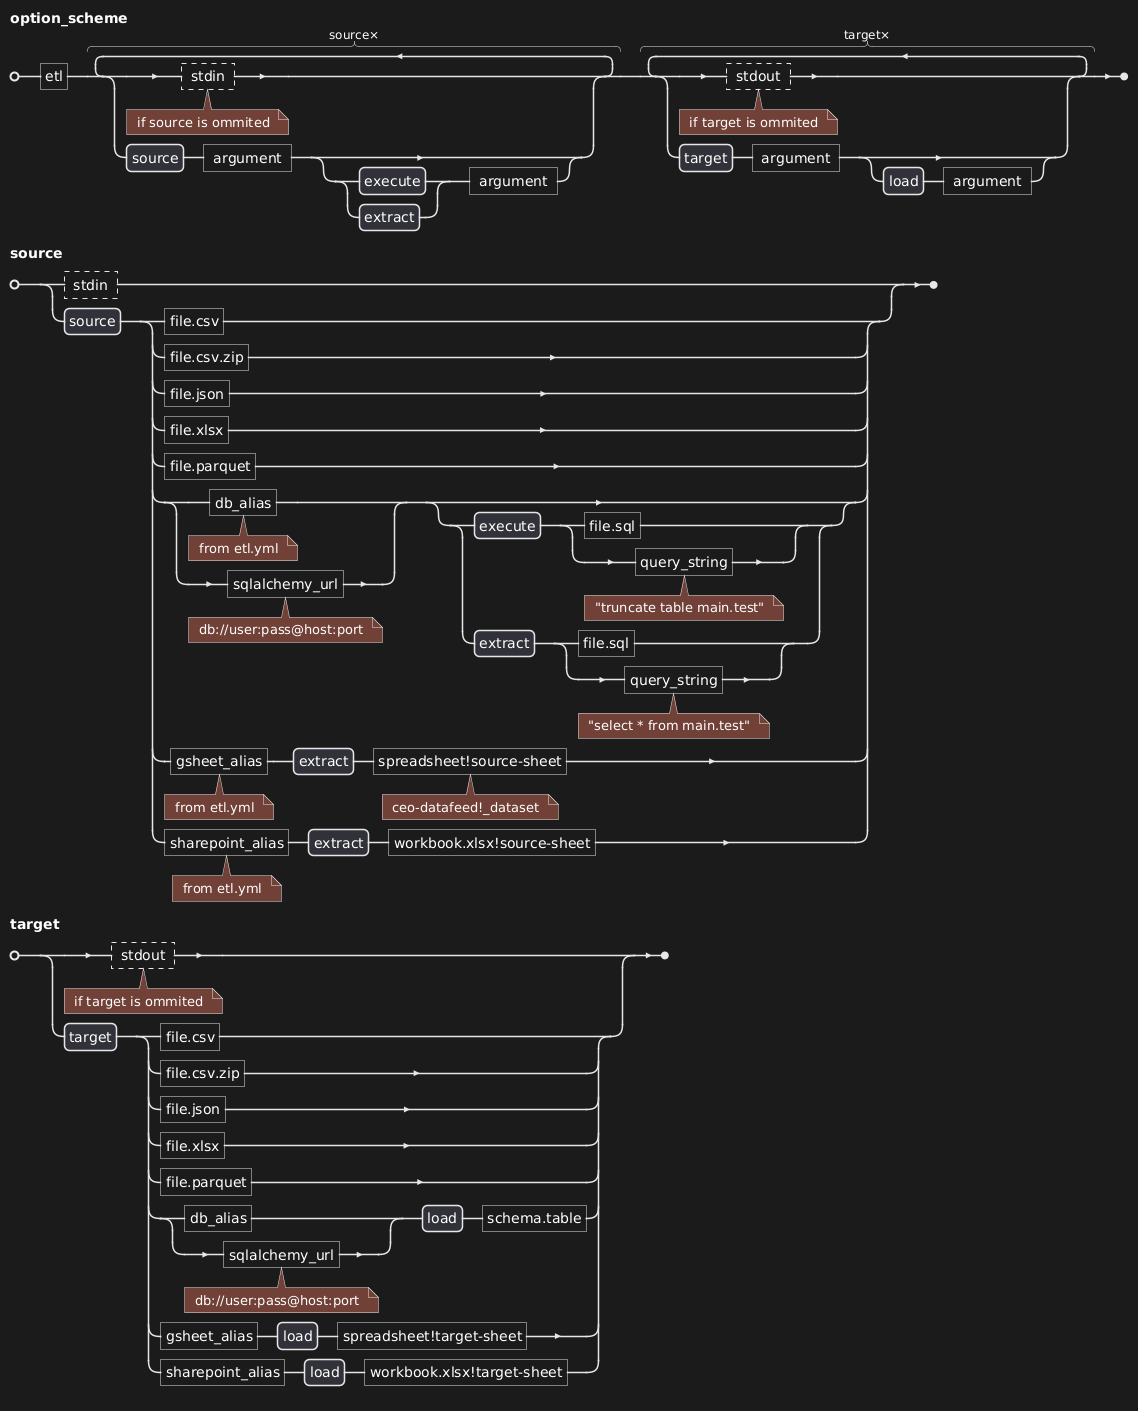 option_scheme
source×
target×
etl
stdin
stdout
if source is ommited
if target is ommited
source
argument
target
argument
execute
argument
load
argument
extract
source
stdin
source
file.csv
file.csv.zip
file.json
file.xlsx
file.parquet
db_alias
execute
file.sql
from etl.yml
query_string
sqlalchemy_url
"truncate table main.test"
db://user:pass@host:port
extract
file.sql
query_string
"select * from main.test"
gsheet_alias
extract
spreadsheet!source-sheet
from etl.yml
ceo-datafeed!_dataset
sharepoint_alias
extract
workbook.xlsx!source-sheet
from etl.yml
target
stdout
if target is ommited
target
file.csv
file.csv.zip
file.json
file.xlsx
file.parquet
db_alias
load
schema.table
sqlalchemy_url
db://user:pass@host:port
gsheet_alias
load
spreadsheet!target-sheet
sharepoint_alias
load
workbook.xlsx!target-sheet